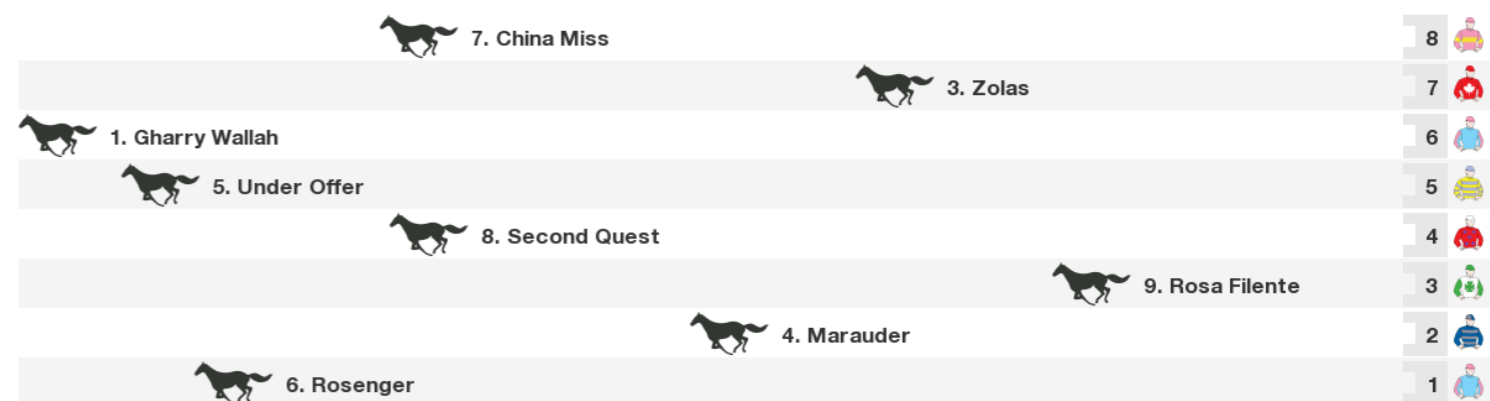 7. China Miss 8
3. Zolas 7
1. Gharry Wallah 6
5. Under Offer 5
8. Second Quest 4
9. Rosa Filente 3
4. Marauder 2
6. Rosenger 1